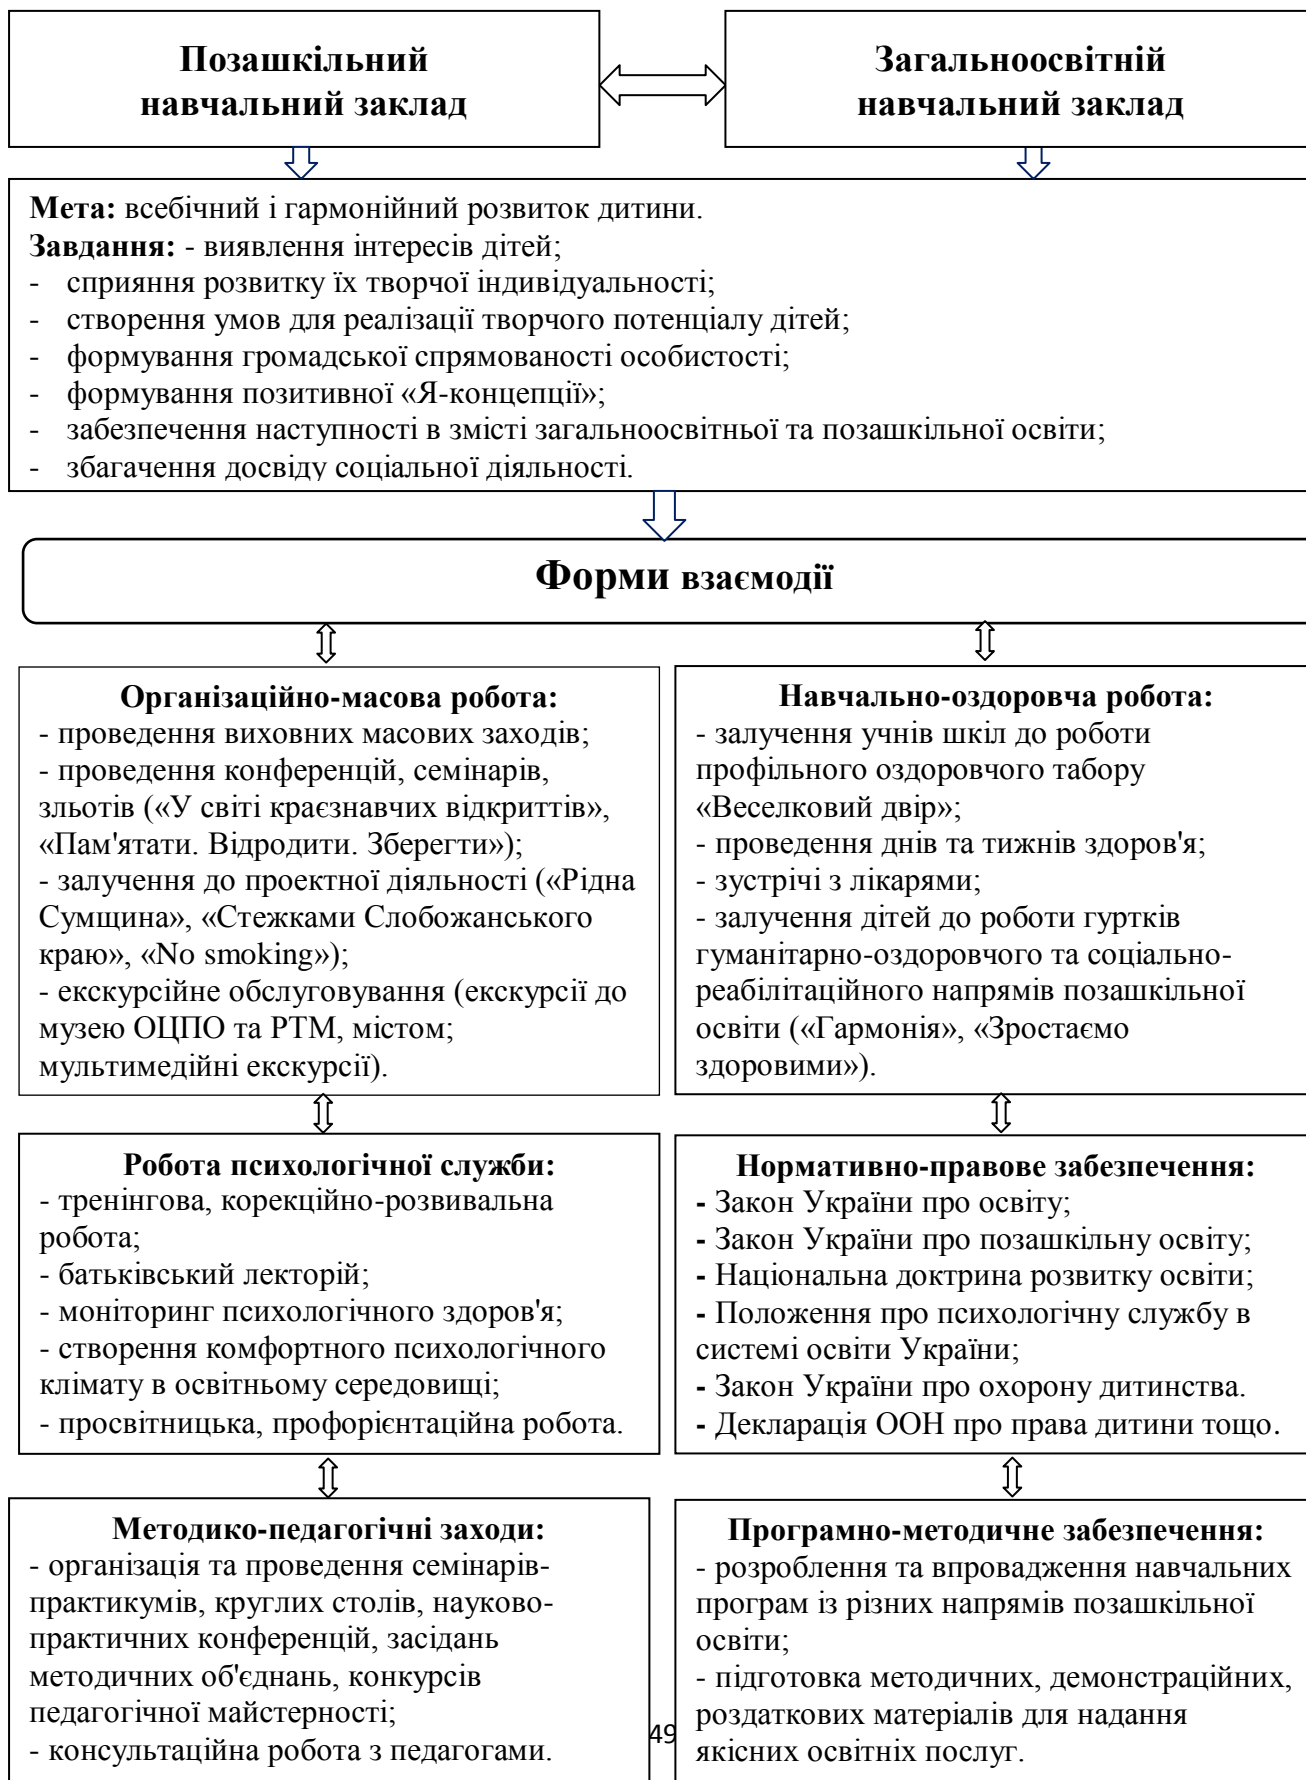 Позашкільний
навчальний заклад
Загальноосвітній
навчальний заклад
Мета: всебічний і гармонійний розвиток дитини.
Завдання: - виявлення інтересів дітей;
- сприяння розвитку їх творчої індивідуальності;
- створення умов для реалізації творчого потенціалу дітей;
- формування громадської спрямованості особистості;
- формування позитивної «Я-концепції»;
- забезпечення наступності в змісті загальноосвітньої та позашкільної освіти;
- збагачення досвіду соціальної діяльності.
Форми взаємодії
Організаційно-масова робота:
- проведення виховних масових заходів;
- проведення конференцій, семінарів,
зльотів («У світі краєзнавчих відкриттів»,
«Пам'ятати. Відродити. Зберегти»);
- залучення до проектної діяльності («Рідна
Сумщина», «Стежками Слобожанського
краю», «No smoking»);
- екскурсійне обслуговування (екскурсії до
музею ОЦПО та РТМ, містом;
мультимедійні екскурсії).
Навчально-оздоровча робота:
- залучення учнів шкіл до роботи
профільного оздоровчого табору
«Веселковий двір»;
- проведення днів та тижнів здоров'я;
- зустрічі з лікарями;
- залучення дітей до роботи гуртків
гуманітарно-оздоровчого та соціально-
реабілітаційного напрямів позашкільної
освіти («Гармонія», «Зростаємо
здоровими»).
Робота психологічної служби:
- тренінгова, корекційно-розвивальна
робота;
- батьківський лекторій;
- моніторинг психологічного здоров'я;
- створення комфортного психологічного
клімату в освітньому середовищі;
- просвітницька, профорієнтаційна робота.
Нормативно-правове забезпечення:
- Закон України про освіту;
- Закон України про позашкільну освіту;
- Національна доктрина розвитку освіти;
- Положення про психологічну службу в
системі освіти України;
- Закон України про охорону дитинства.
- Декларація ООН про права дитини тощо.
Методико-педагогічні заходи:
- організація та проведення семінарів-
практикумів, круглих столів, науково-
практичних конференцій, засідань
методичних об'єднань, конкурсів
педагогічної майстерності;
- консультаційна робота з педагогами.
Програмно-методичне забезпечення:
- розроблення та впровадження навчальних
програм із різних напрямів позашкільної
освіти;
- підготовка методичних, демонстраційних,
роздаткових матеріалів для надання
якісних освітніх послуг.
49